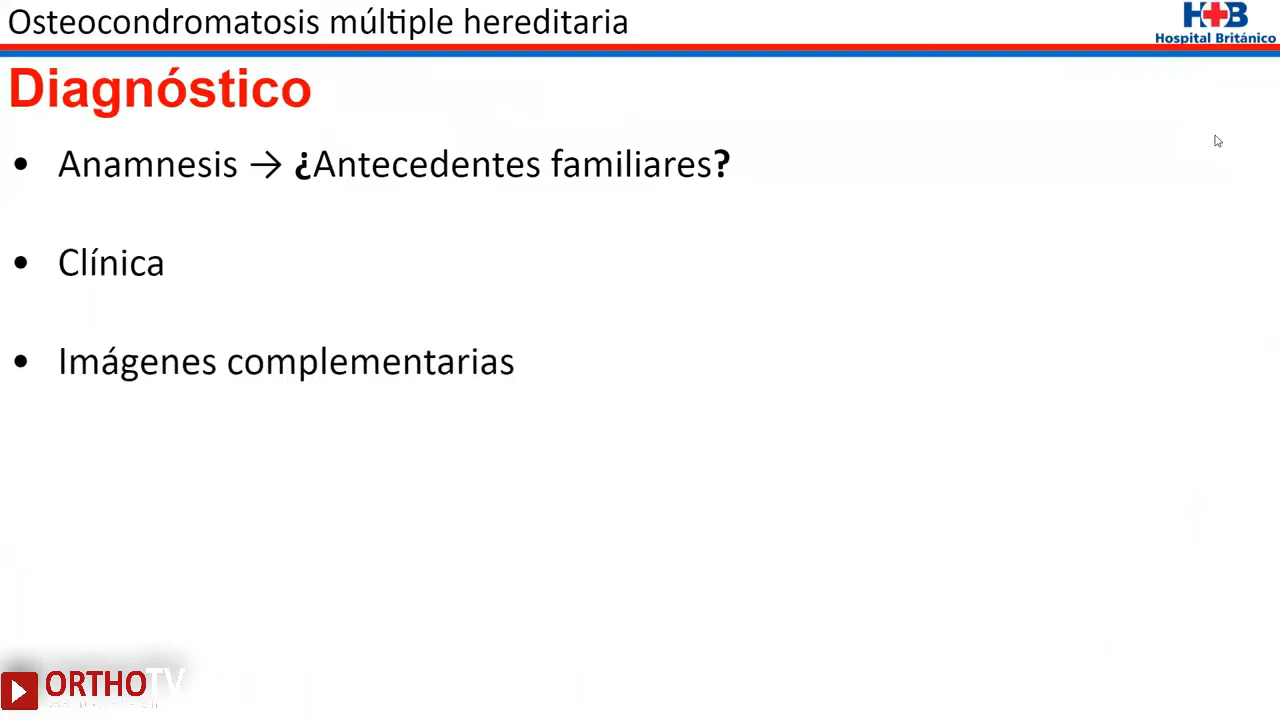 Osteocondromatosis múltiple hereditaria
H+B
Hospital Británico
Diagnóstico
• Anamnesis → ¿Antecedentes familiares?
• Clínica
• Imágenes complementarias
ORTHOTV